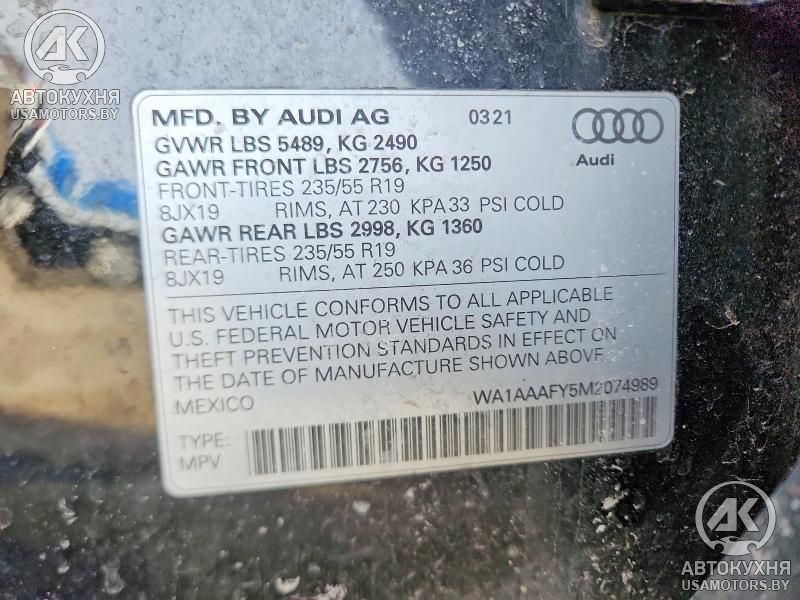 AK
АВТОКУХНЯ
USAMOTORS.BY
MFD. BY AUDI AG 0321
GVWR LBS 5489, KG 2490
GAWR FRONT LBS 2756, KG 1250
Audi
FRONT-TIRES 235/55 R19
8JX19 RIMS, AT 230 KPA 33 PSI COLD
GAWR REAR LBS 2998, KG 1360
REAR-TIRES 235/55 R19
8JX19 RIMS, AT 250 KPA 36 PSI COLD
THIS VEHICLE CONFORMS TO ALL APPLICABLE
U.S. FEDERAL MOTOR VEHICLE SAFETY AND
THEFT PREVENTION STANDARDS IN EFFECT ON
THE DATE OF MANUFACTURE SHOWN ABOVE.
MEXICO WA1AAAFY5M2074989
TYPE:
MPV
AK
АВТОКУХНЯ
USAMOTORS.BY